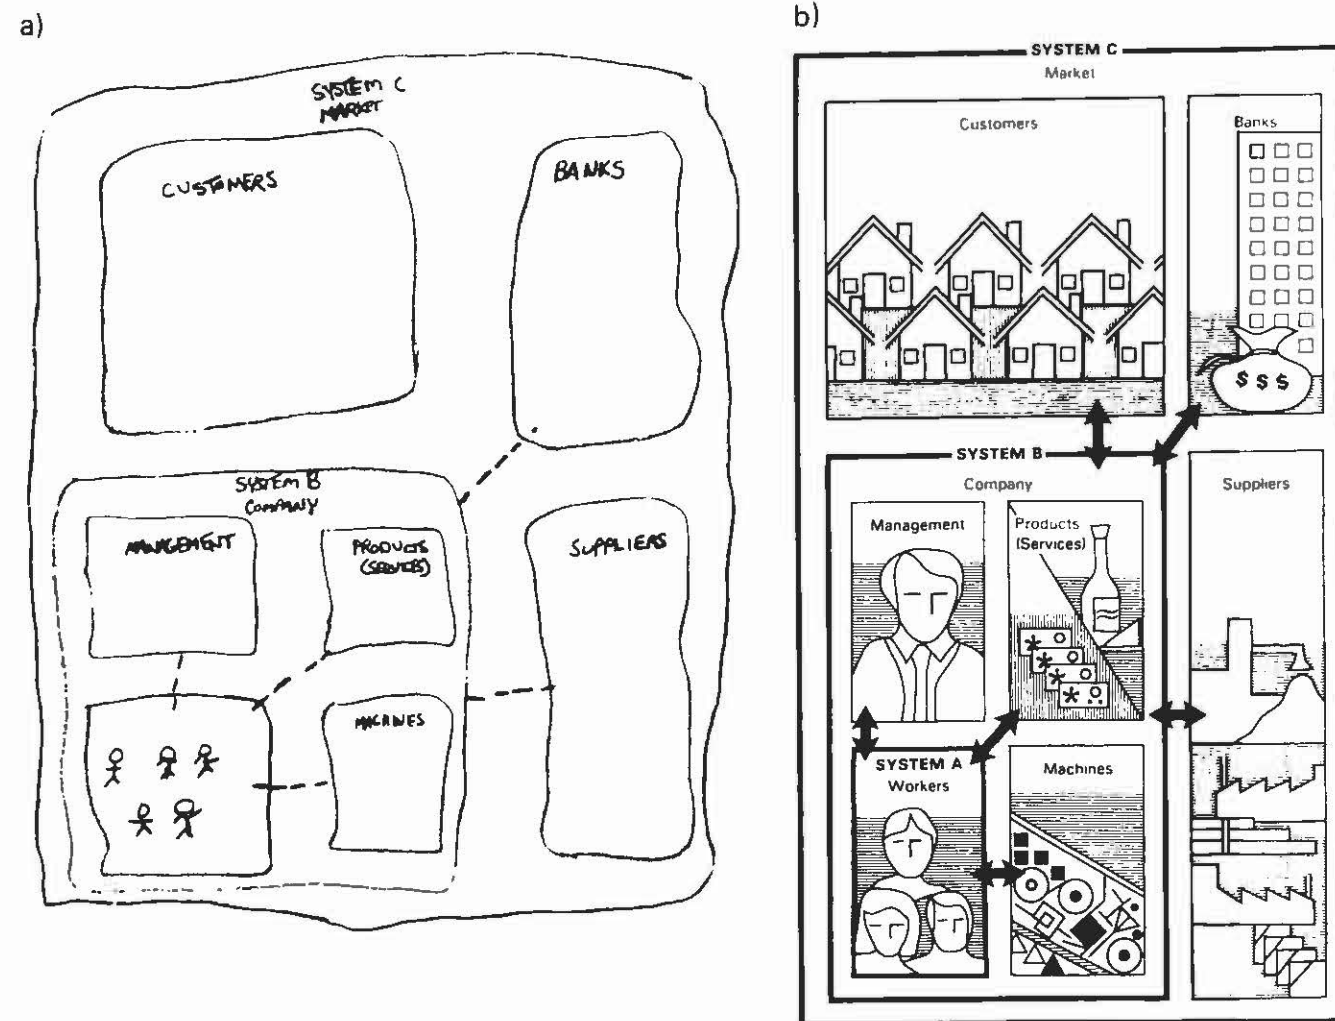 a)
SYSTEM C
MARKET
CUSTOMERS
BANKS
SYSTEM B
COMPANY
MANAGEMENT
PRODUCTS
SUPPLIERS
MACHINES
b)
SYSTEM C
Market
Customers
Banks
$ $ $
SYSTEM B
Company
Suppliers
Management
Products
(Services)
SYSTEM A
Workers
Machines